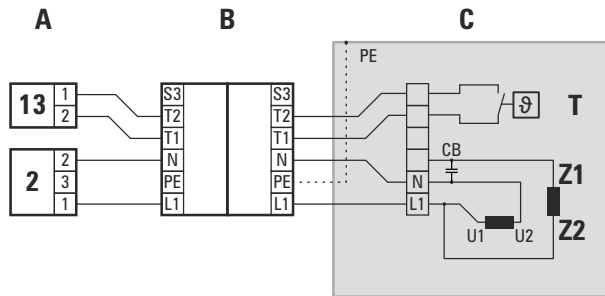 A B C
PE
13 1 S3 S3
2 T2 T2 ϑ T
T1 T1
2 2 N N CB
3 PE PE N Z1
1 L1 L1 L1 U1 U2 Z2